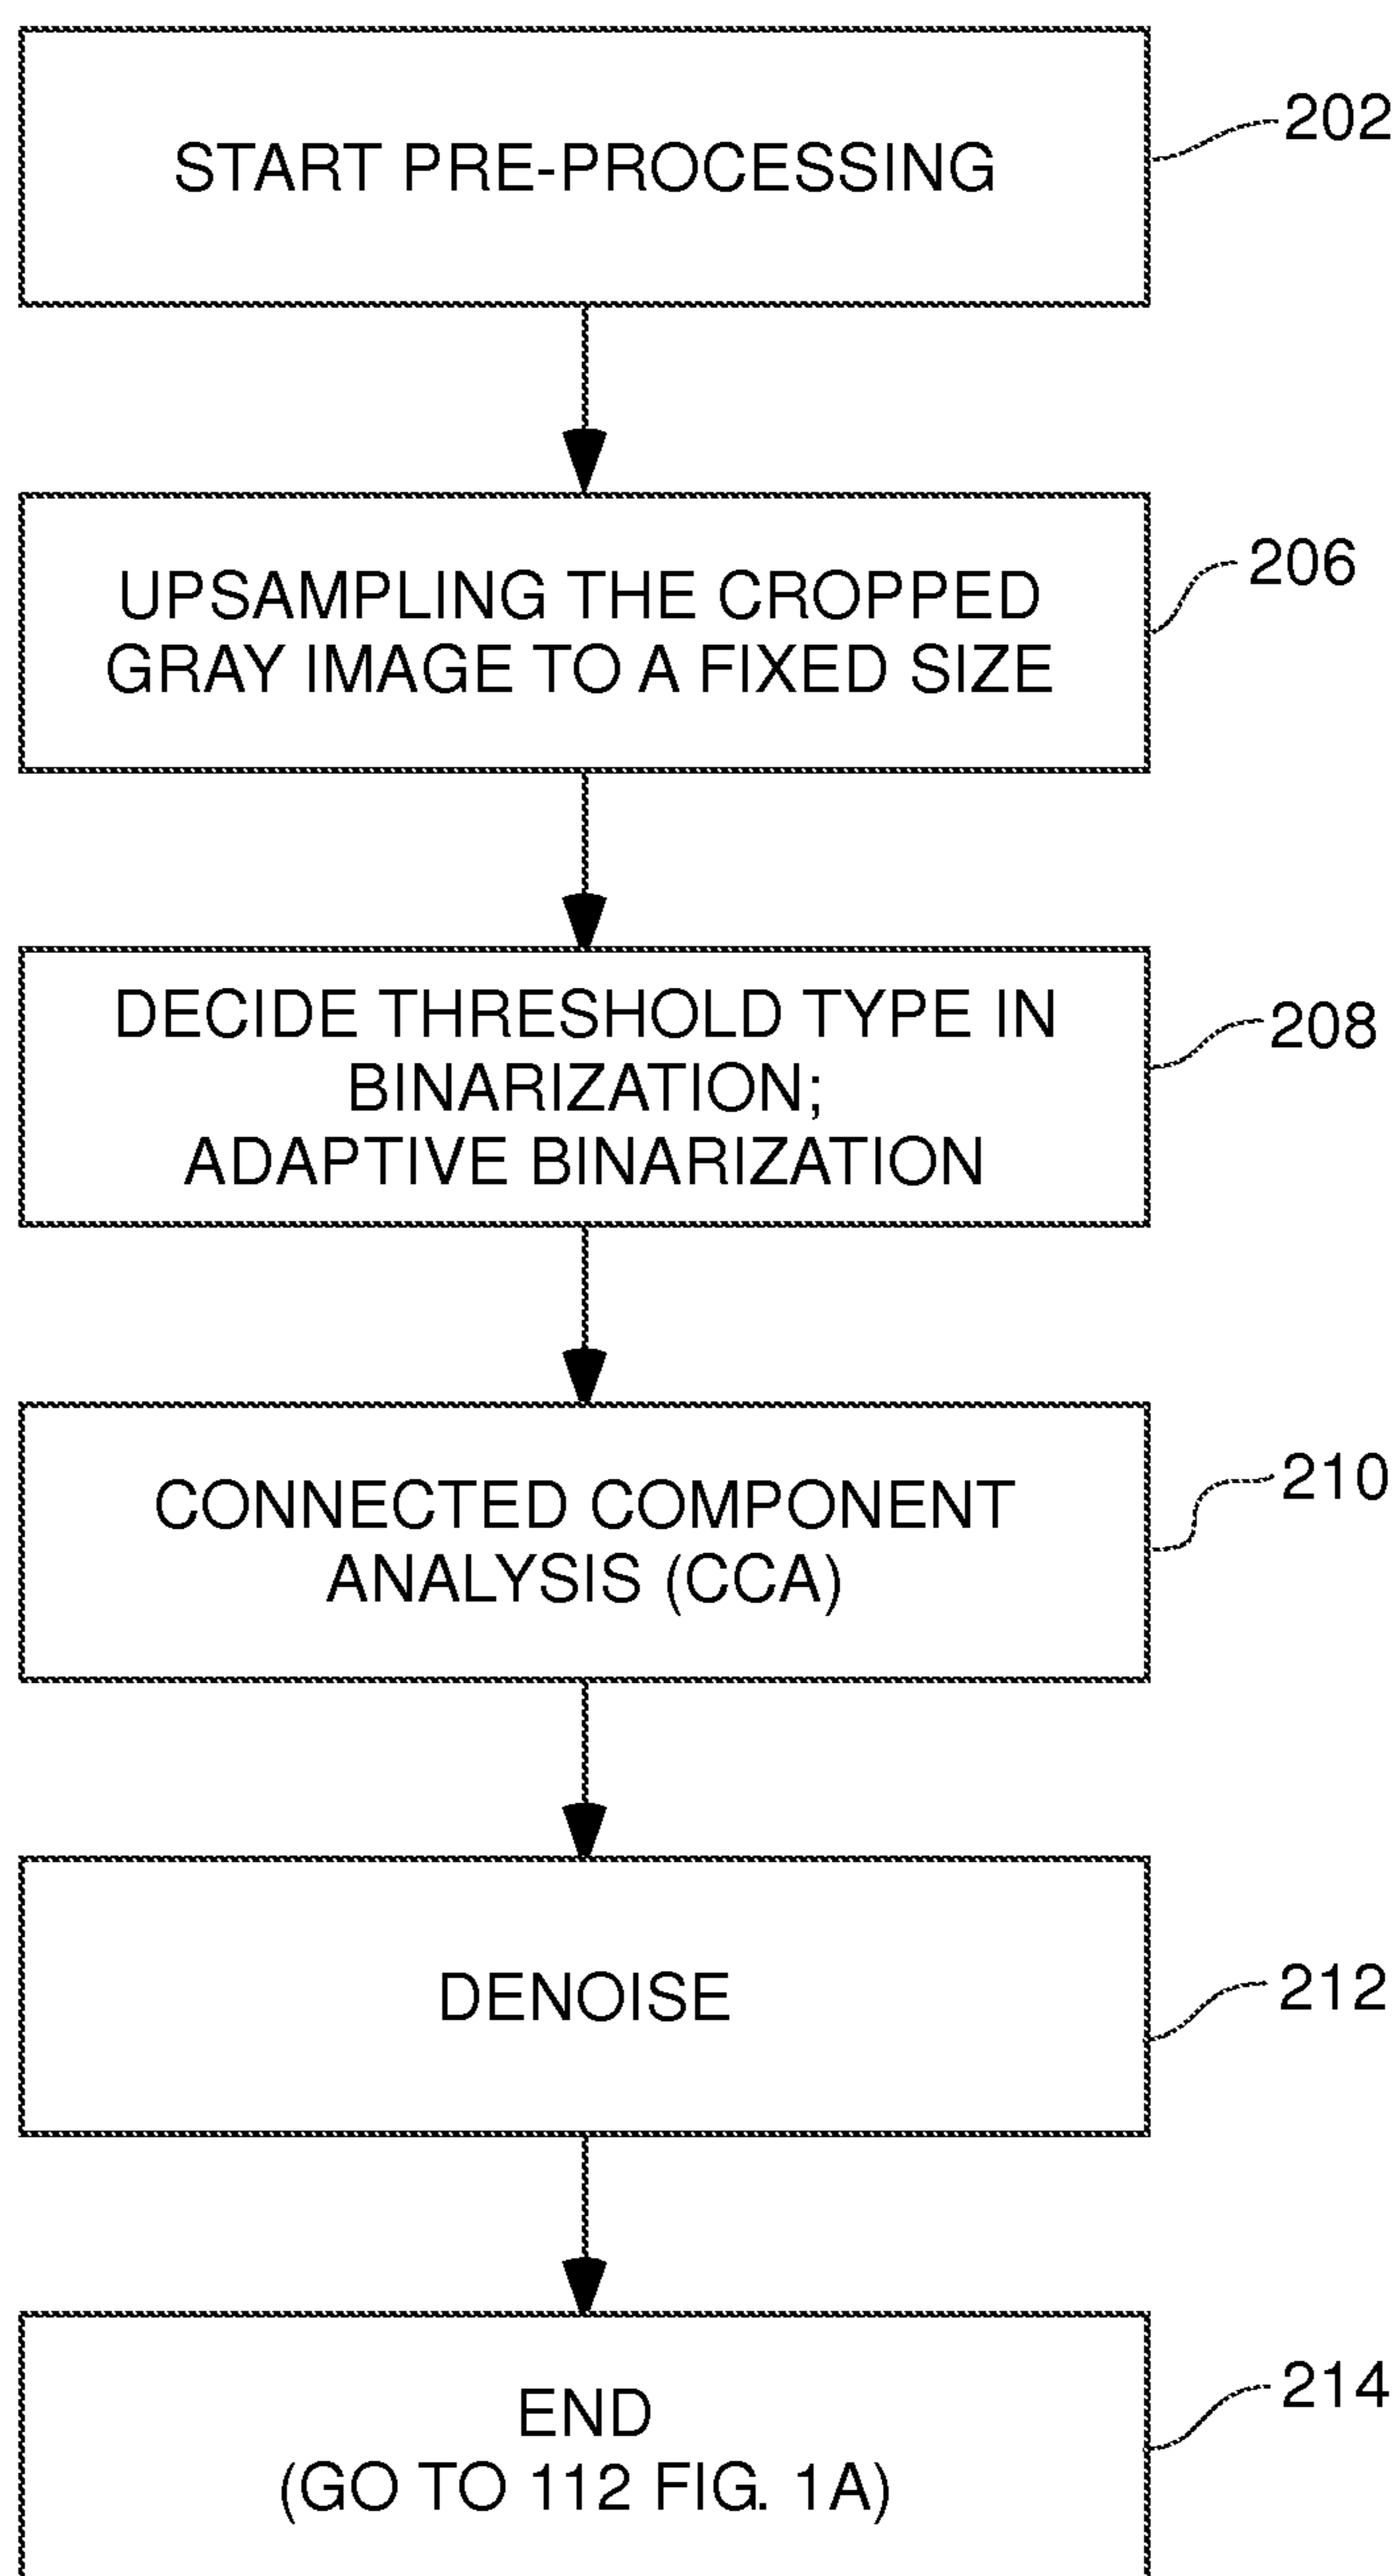 START PRE-PROCESSING
202
UPSAMPLING THE CROPPED
GRAY IMAGE TO A FIXED SIZE
206
DECIDE THRESHOLD TYPE IN
BINARIZATION;
ADAPTIVE BINARIZATION
208
CONNECTED COMPONENT
ANALYSIS (CCA)
210
DENOISE
212
END
(GO TO 112 FIG. 1A)
214